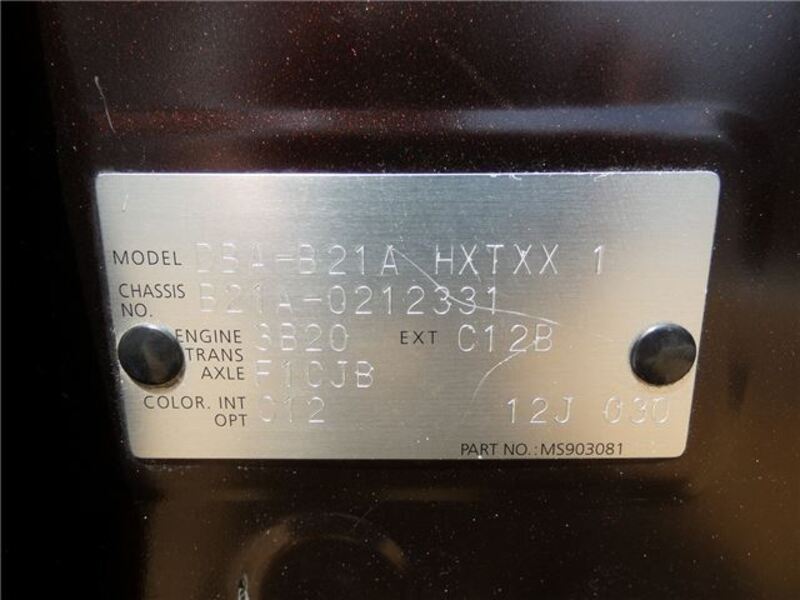 MODEL DBA-B21A HXTXX 1
CHASSIS NO. B21A-0212331
ENGINE 3B20 EXT C12B
TRANS
AXLE F1CJB
COLOR. INT C12
OPT 12J 030
PART NO.: MS903081